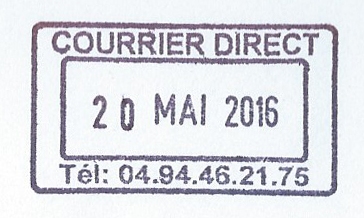 COURRIER DIRECT
20 MAI 2016
Tél: 04.94.46.21.75